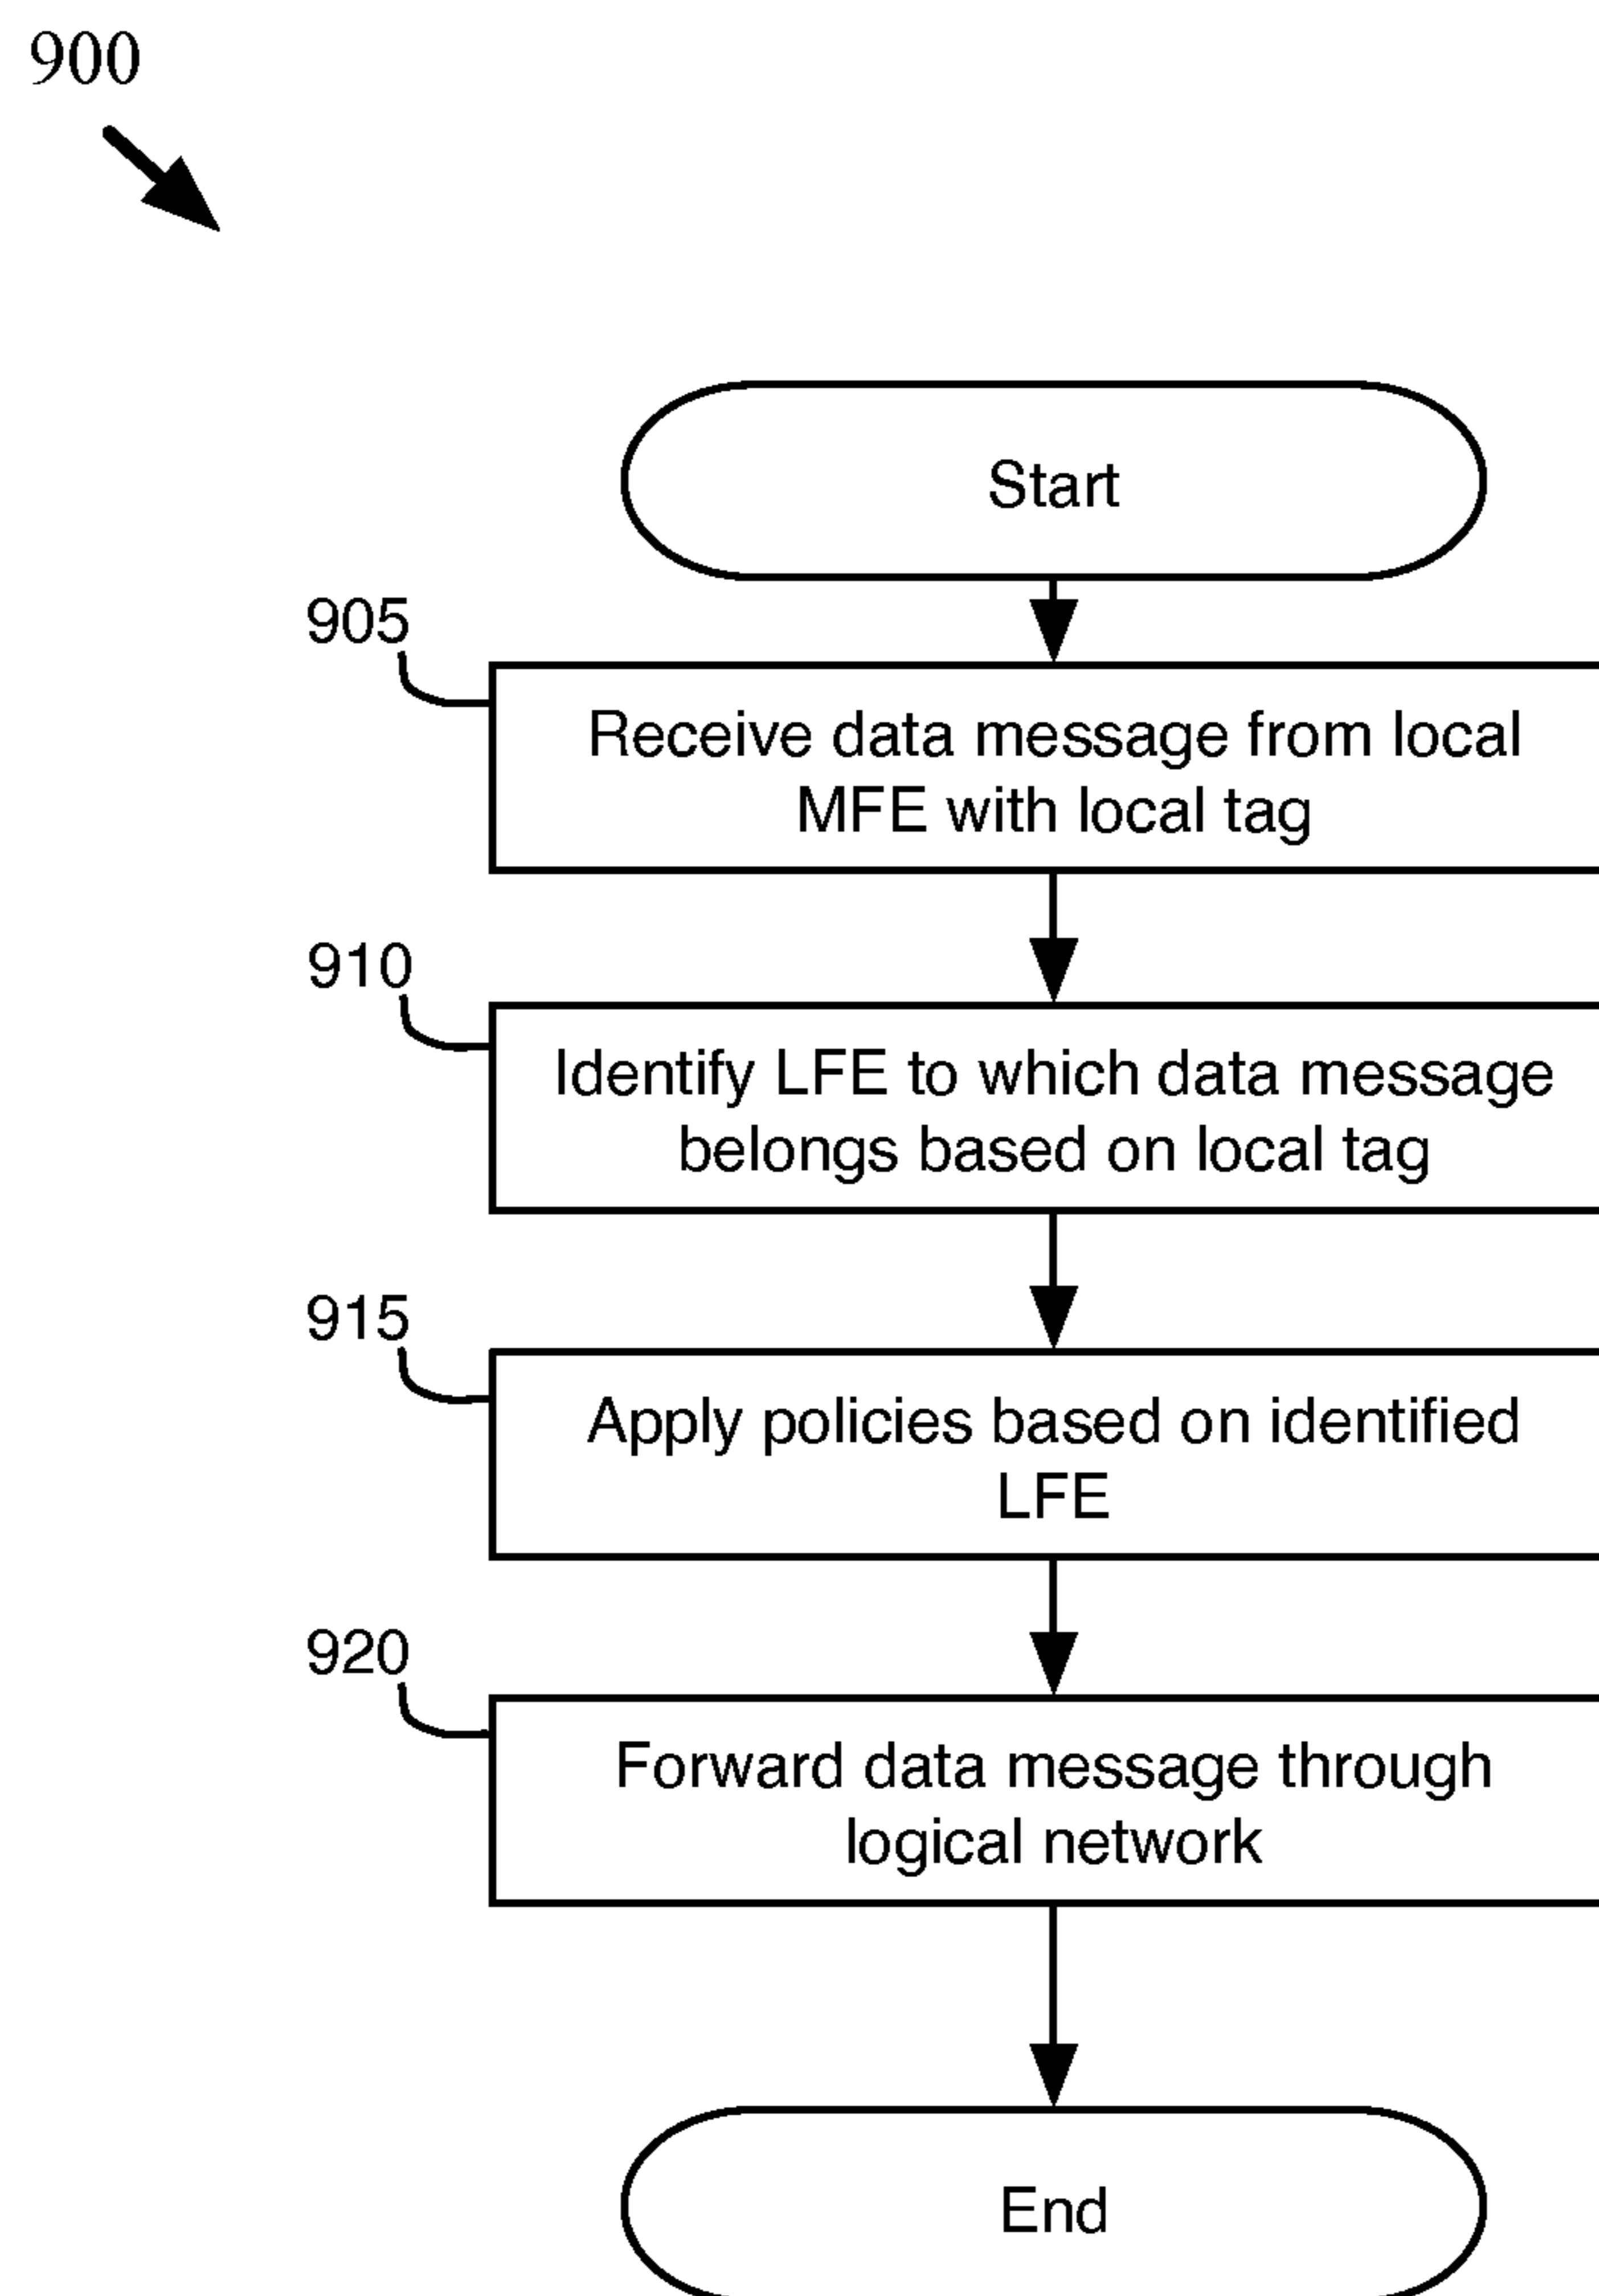 900
Start
905
Receive data message from local
MFE with local tag
910
Identify LFE to which data message
belongs based on local tag
915
Apply policies based on identified
LFE
920
Forward data message through
logical network
End